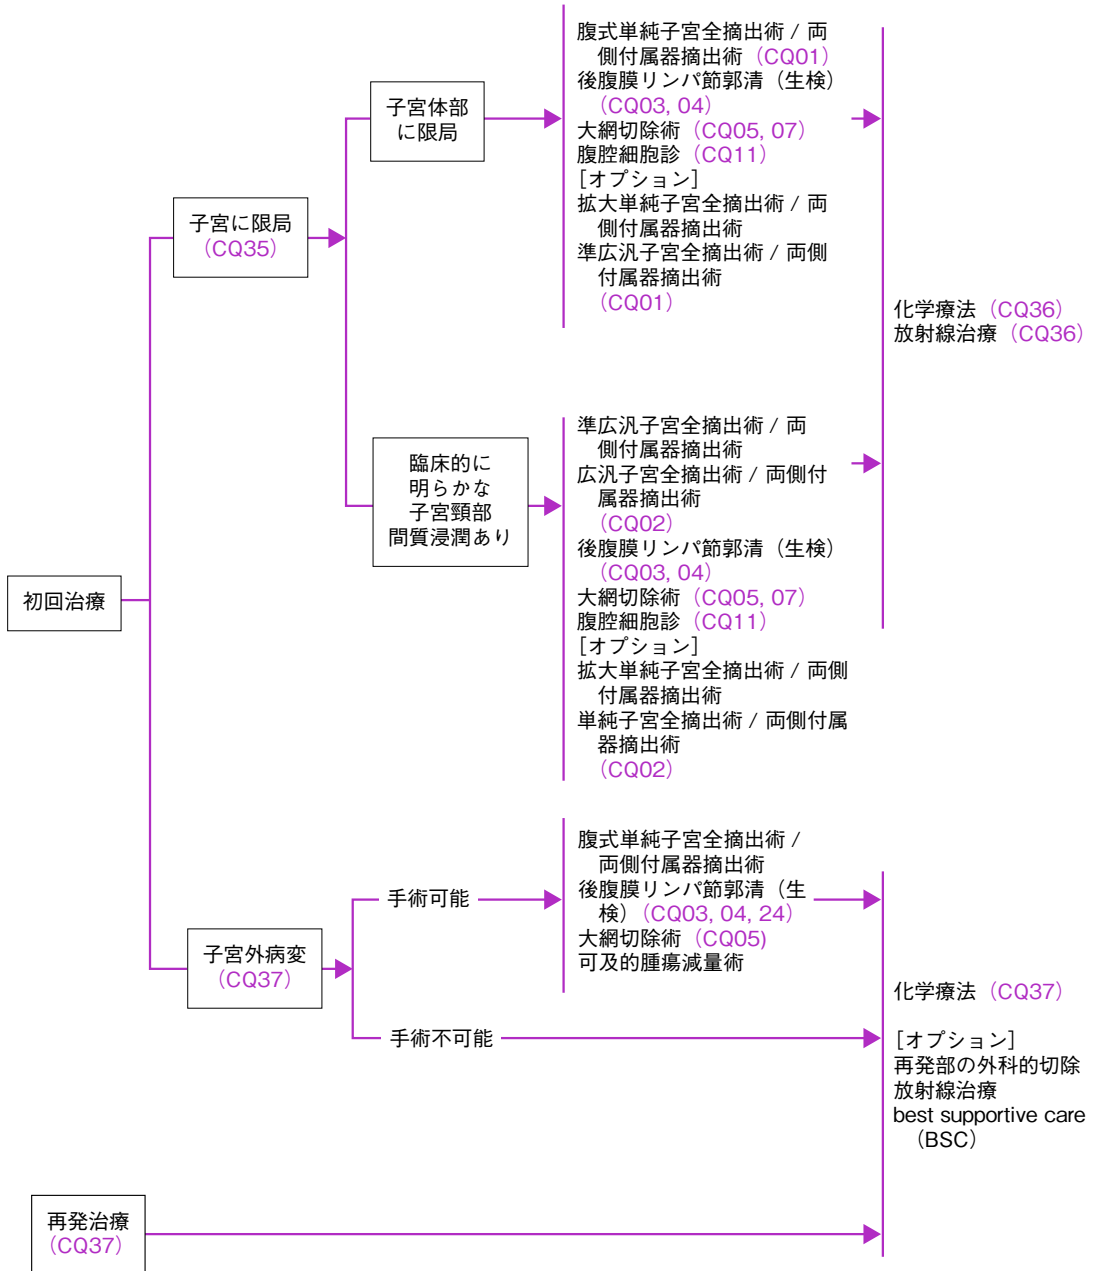 初回治療
子宮に限局
（CQ35）
子宮体部
に限局
腹式単純子宮全摘出術 / 両
側付属器摘出術（CQ01）
後腹膜リンパ節郭清（生検）
（CQ03, 04）
大網切除術（CQ05, 07）
腹腔細胞診（CQ11）
［オプション］
拡大単純子宮全摘出術 / 両
側付属器摘出術
準広汎子宮全摘出術 / 両側
付属器摘出術
（CQ01）
臨床的に
明らかな
子宮頸部
間質浸潤あり
準広汎子宮全摘出術 / 両
側付属器摘出術
広汎子宮全摘出術 / 両側付
属器摘出術
（CQ02）
後腹膜リンパ節郭清（生検）
（CQ03, 04）
大網切除術（CQ05, 07）
腹腔細胞診（CQ11）
［オプション］
拡大単純子宮全摘出術 / 両側
付属器摘出術
単純子宮全摘出術 / 両側付属
器摘出術
（CQ02）
化学療法（CQ36）
放射線治療（CQ36）
子宮外病変
（CQ37）
手術可能
腹式単純子宮全摘出術 /
両側付属器摘出術
後腹膜リンパ節郭清（生
検）（CQ03, 04, 24）
大網切除術（CQ05)
可及的腫瘍減量術
手術不可能
化学療法（CQ37）
［オプション］
再発部の外科的切除
放射線治療
best supportive care
（BSC）
再発治療
（CQ37）